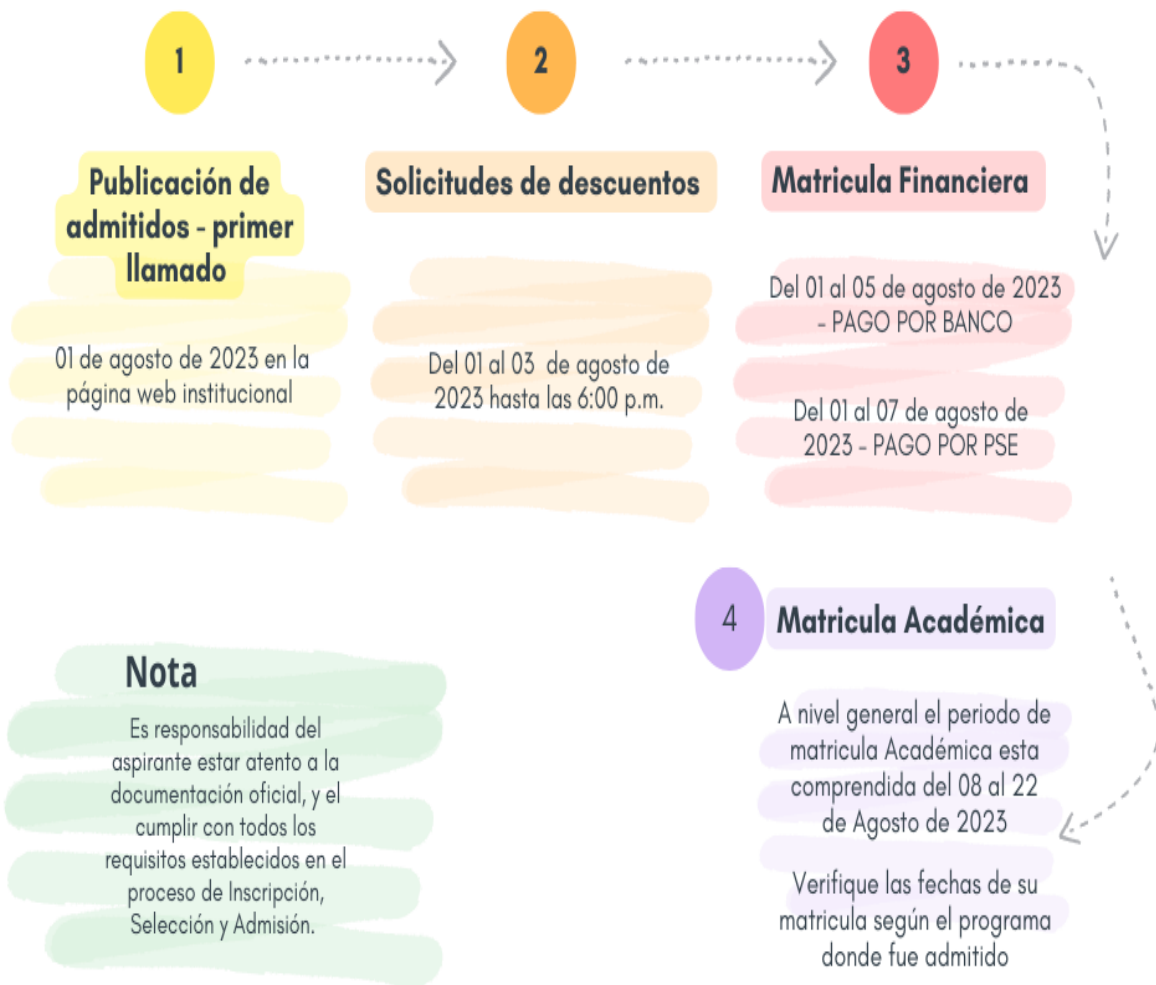 1
Publicación de
admitidos - primer
llamado
01 de agosto de 2023 en la
página web institucional
2
Solicitudes de descuentos
Del 01 al 03 de agosto de
2023 hasta las 6:00 p.m.
3
Matricula Financiera
Del 01 al 05 de agosto de 2023
- PAGO POR BANCO
Del 01 al 07 de agosto de
2023 - PAGO POR PSE
4
Matricula Académica
A nivel general el periodo de
matricula Académica esta
comprendida del 08 al 22
de Agosto de 2023
Verifique las fechas de su
matricula según el programa
donde fue admitido
Nota
Es responsabilidad del
aspirante estar atento a la
documentación oficial, y el
cumplir con todos los
requisitos establecidos en el
proceso de Inscripción,
Selección y Admisión.